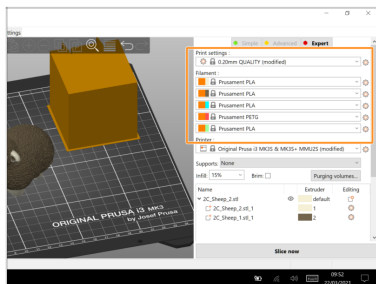 ttings
Simple Advanced Expert
Print settings :
0.20mm QUALITY (modified)
Filament :
Prusament PLA
Prusament PLA
Prusament PLA
Prusament PETG
Prusament PLA
Printer :
Original Prusa i3 MK3S & MK3S+ MMU2S (modified)
Supports: None
Infill: 15% Brim: Purging volumes...
Name Extruder Editing
2C_Sheep_2.stl default
2C_Sheep_2.stl_1 1
2C_Sheep_1.stl_1 2
Slice now
ORIGINAL PRUSA i3 MK3
by Josef Prusa
09:52
22/01/2021